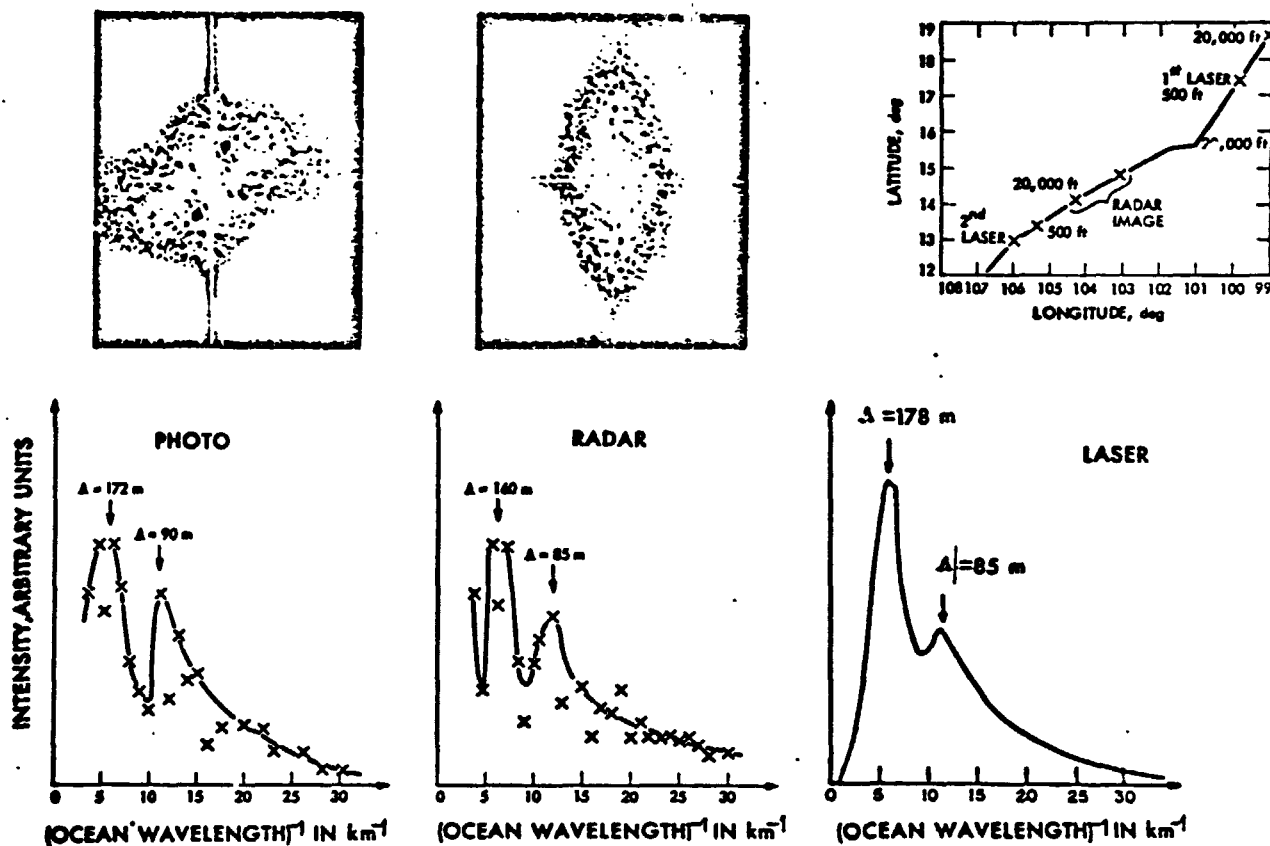 19
18
17
16
15
14
13
12
LATITUDE, deg
20,000 ft
1st LASER
500 ft
,000 ft
20,000 ft
RADAR
IMAGE
2nd
LASER
500 ft
108 107 106 105 104 103 102 101 100 99
LONGITUDE, deg
INTENSITY, ARBITRARY UNITS
PHOTO
Λ = 172 m
Λ = 90 m
0 5 10 15 20 25 30
(OCEAN WAVELENGTH)⁻¹ IN km⁻¹
RADAR
Λ = 160 m
Λ = 85 m
0 5 10 15 20 25 30
(OCEAN WAVELENGTH)⁻¹ IN km⁻¹
LASER
Λ = 178 m
Λ = 85 m
0 5 10 15 20 25 30
(OCEAN WAVELENGTH)⁻¹ IN km⁻¹